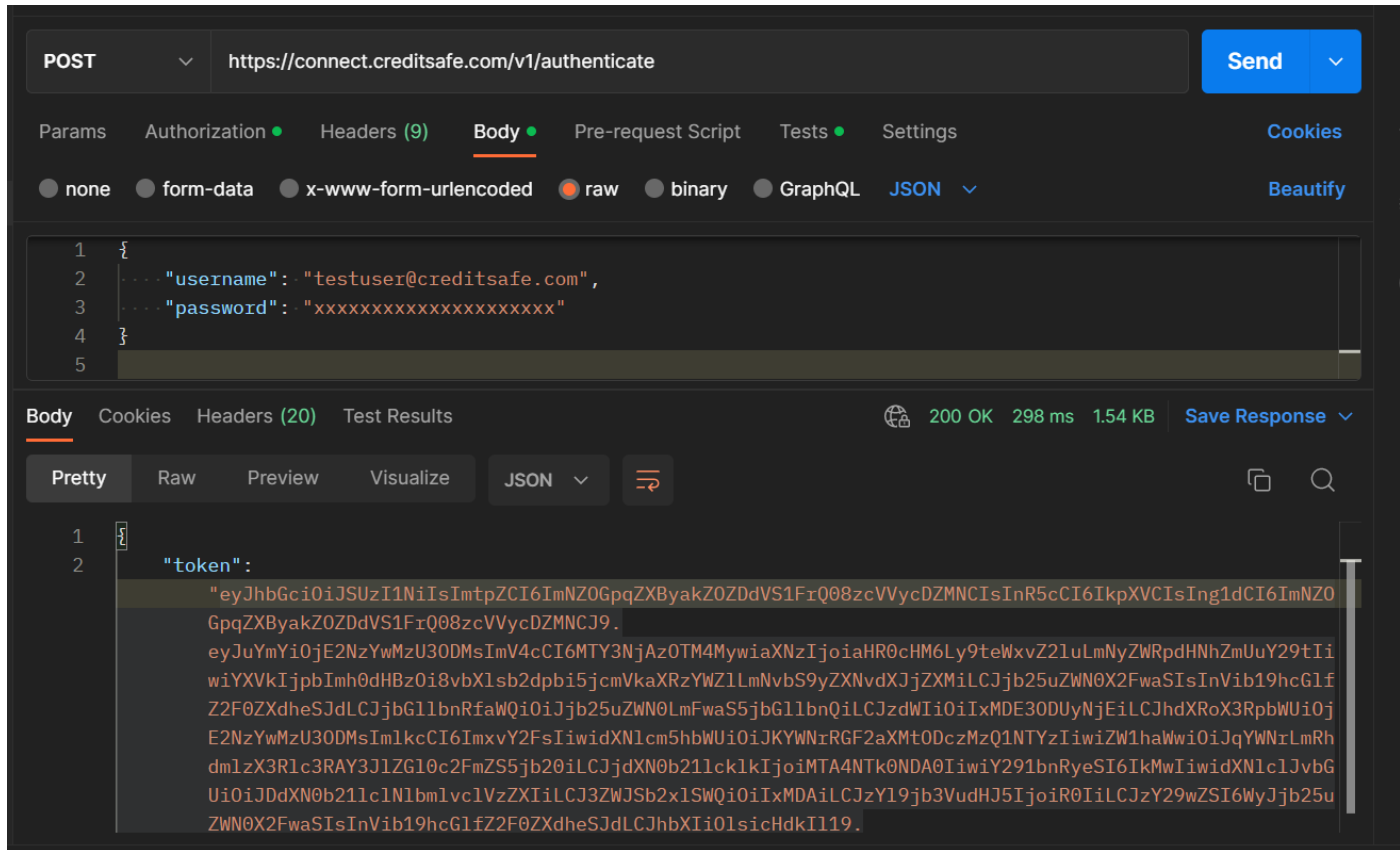 POST https://connect.creditsafe.com/v1/authenticate Send
Params Authorization Headers (9) Body Pre-request Script Tests Settings Cookies
none form-data x-www-form-urlencoded raw binary GraphQL JSON Beautify
1 {
2 "username": "testuser@creditsafe.com",
3 "password": "xxxxxxxxxxxxxxxxxxxxx"
4 }
5
Body Cookies Headers (20) Test Results 200 OK 298 ms 1.54 KB Save Response
Pretty Raw Preview Visualize JSON
1 {
2 "token":
"eyJhbGciOiJSUzI1NiIsImtpZCI6ImNZOGpqZXByakZOZDdVS1FrQ08zcVVycDZMNCIsInR5cCI6IkpXVCIsIng1dCI6ImNZO
GpqZXByakZOZDdVS1FrQ08zcVVycDZMNCJ9.
eyJuYmYiOjE2NzYwMzU3ODMsImV4cCI6MTY3NjAzOTM4MywiaXNzIjoiaHR0cHM6Ly9teWxvZ2luLmNyZWRpdHNhZmUuY29tIi
wiYXVkIjpbImh0dHBzOi8vbXlsb2dpbi5jcmVkaXRzYWZlLmNvbS9yZXNvdXJjZXMiLCJjb25uZWN0X2FwaSIsInVib19hcGlf
Z2F0ZXdheSJdLCJjbGllbnRfaWQiOiJjb25uZWN0LmFwaS5jbGllbnQiLCJzdWIiOiIxMDE3ODUyNjEiLCJhdXRoX3RpbWUiOj
E2NzYwMzU3ODMsImlkcCI6ImxvY2FsIiwidXNlcm5hbWUiOiJKYWNrRGF2aXMtODczMzQ1NTYzIiwiZW1haWwiOiJqYWNrLmRh
dmlzX3Rlc3RAY3JlZGl0c2FmZS5jb20iLCJjdXN0b21lcklkIjoiMTA4NTk0NDA0IiwiY291bnRyeSI6IkMwIiwidXNlclJvbG
UiOiJDdXN0b21lclNlbmlvclVzZXIiLCJ3ZWJSb2xlSWQiOiIxMDAiLCJzY19jb3VudHJ5IjoiR0IiLCJzY29wZSI6WyJjb25u
ZWN0X2FwaSIsInVib19hcGlfZ2F0ZXdheSJdLCJhbXIiOlsicHdkIl19.